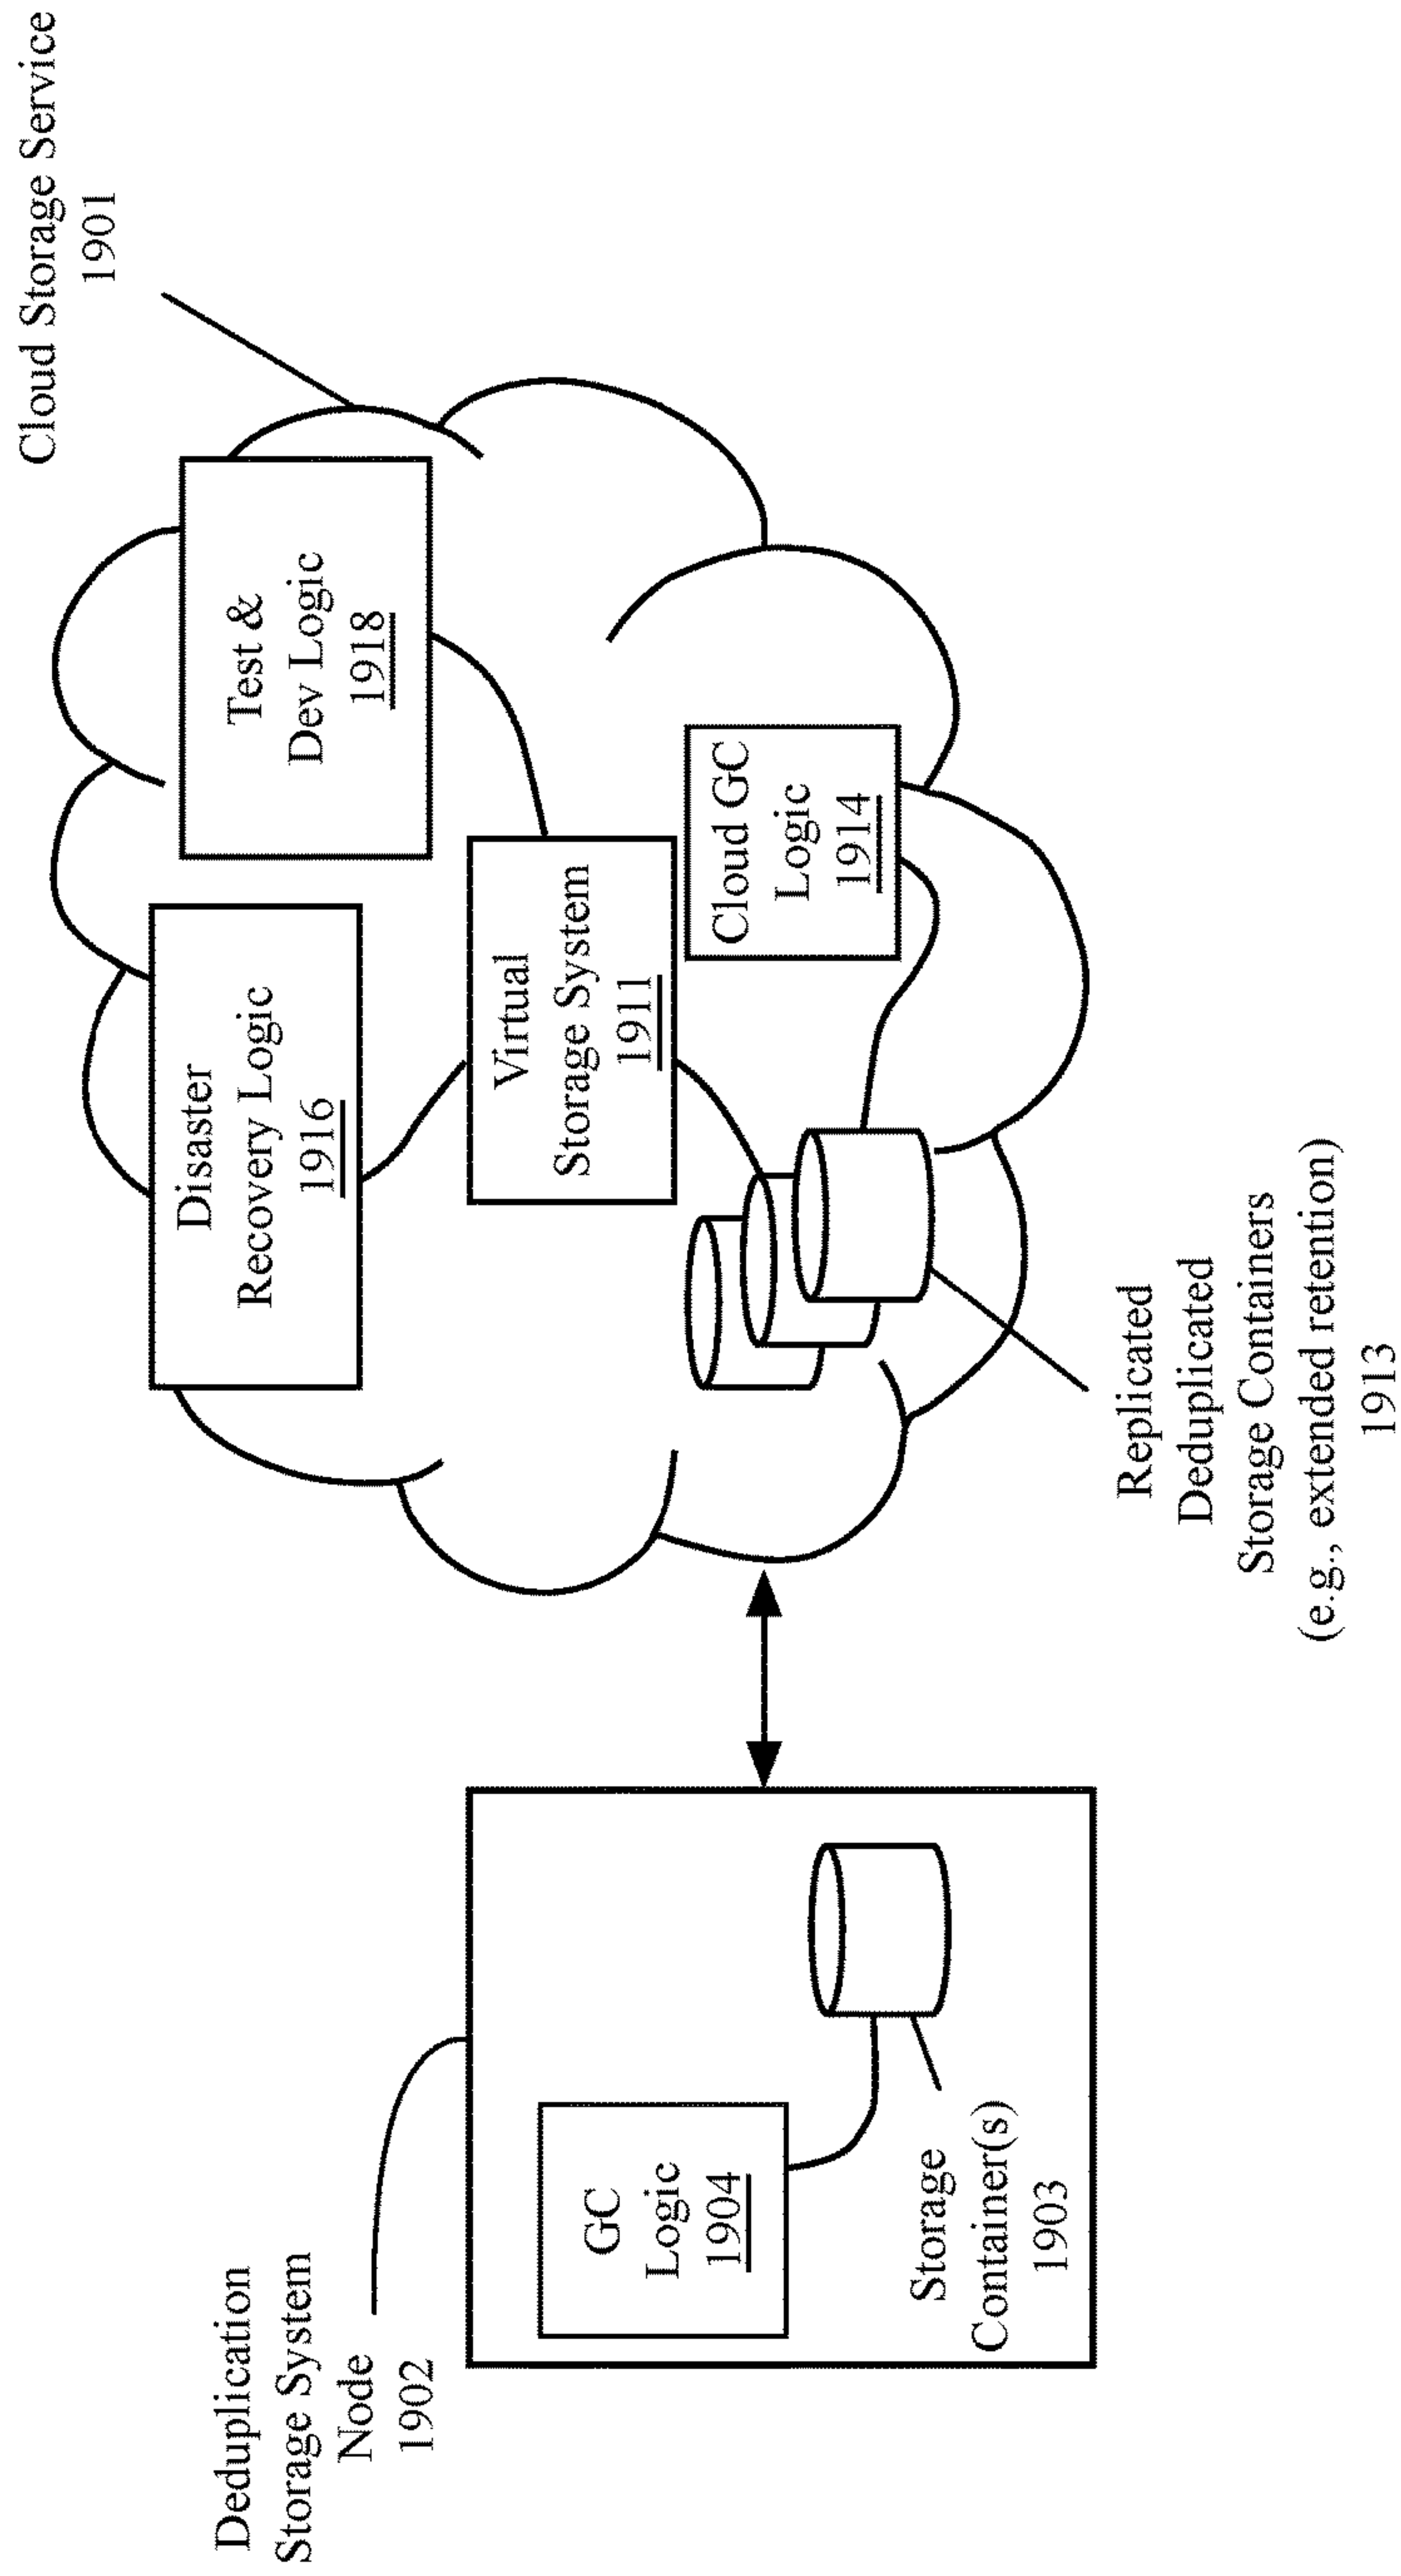 Cloud Storage Service
1901
Test &
Dev Logic
1918
Disaster
Recovery Logic
1916
Virtual
Storage System
1911
Cloud GC
Logic
1914
Replicated
Deduplicated
Storage Containers
(e.g., extended retention)
1913
Deduplication
Storage System
Node
1902
GC
Logic
1904
Storage
Container(s)
1903